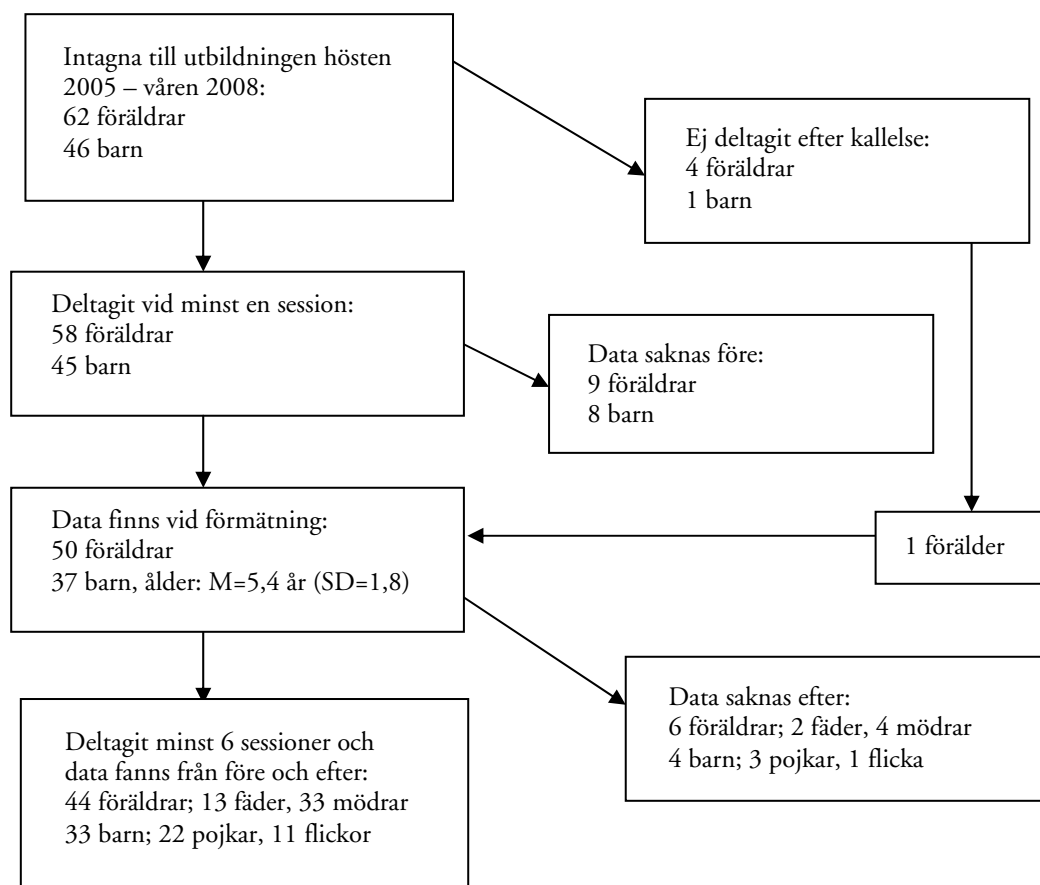 Intagna till utbildningen hösten
2005 – våren 2008:
62 föräldrar
46 barn
Ej deltagit efter kallelse:
4 föräldrar
1 barn
Deltagit vid minst en session:
58 föräldrar
45 barn
Data saknas före:
9 föräldrar
8 barn
Data finns vid förmätning:
50 föräldrar
37 barn, ålder: M=5,4 år (SD=1,8)
1 förälder
Data saknas efter:
6 föräldrar; 2 fäder, 4 mödrar
4 barn; 3 pojkar, 1 flicka
Deltagit minst 6 sessioner och
data fanns från före och efter:
44 föräldrar; 13 fäder, 33 mödrar
33 barn; 22 pojkar, 11 flickor